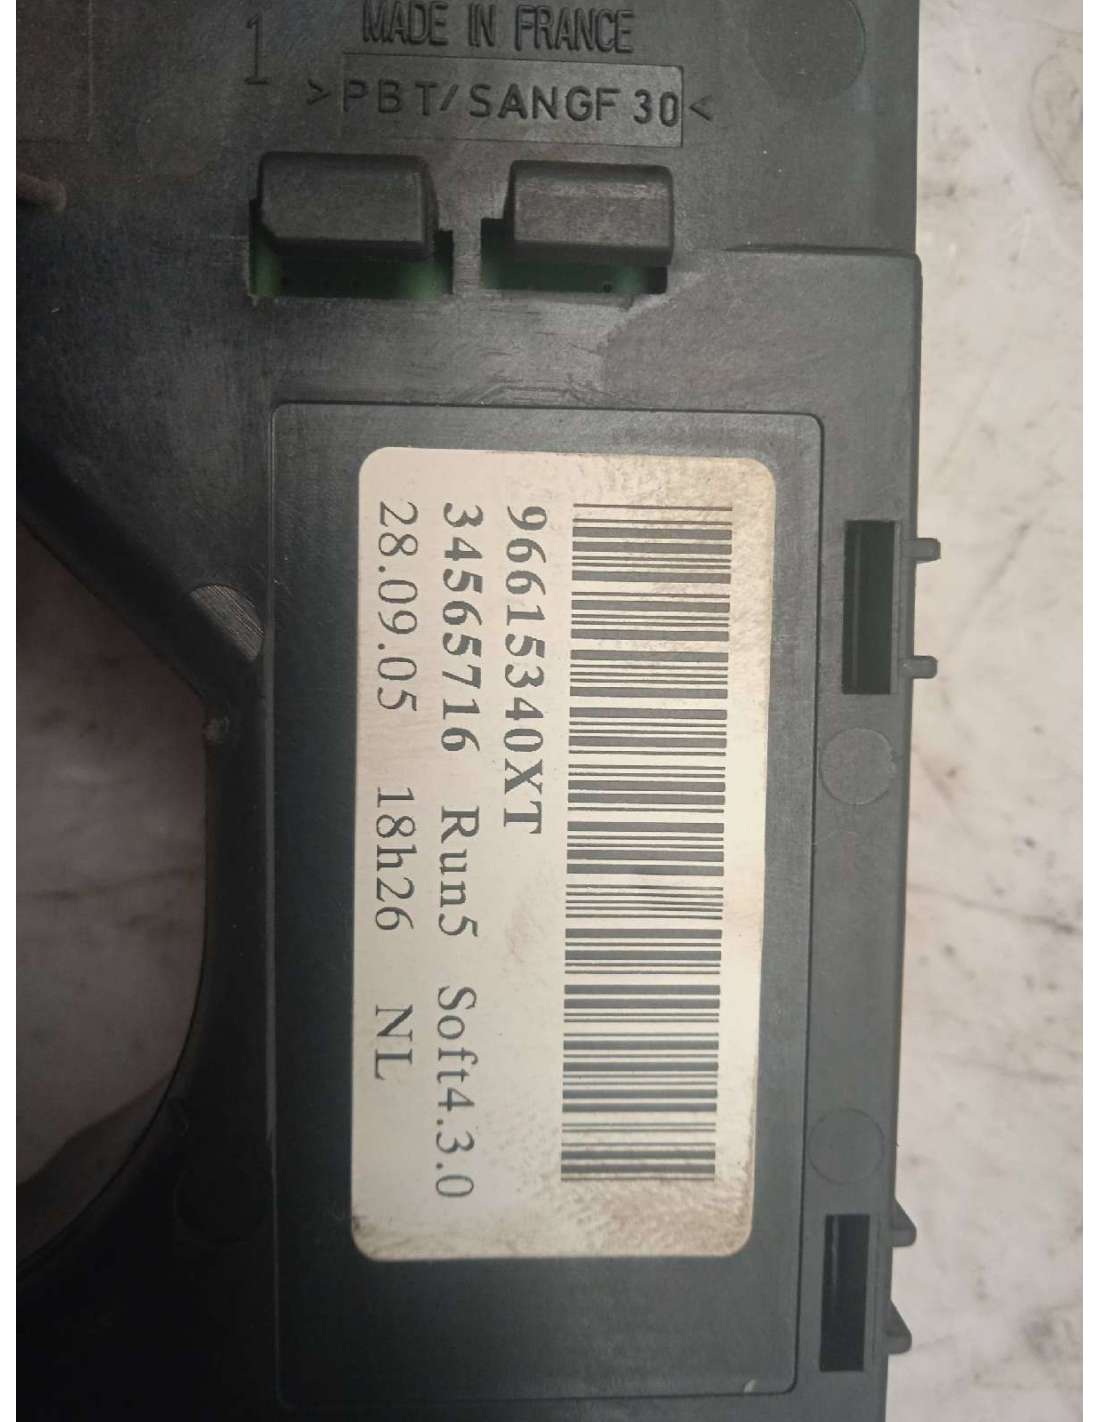 1
MADE IN FRANCE
>PBT/SANGF 30<
96615340XT
34565716 Run5 Soft4.3.0
28.09.05 18h26 NL